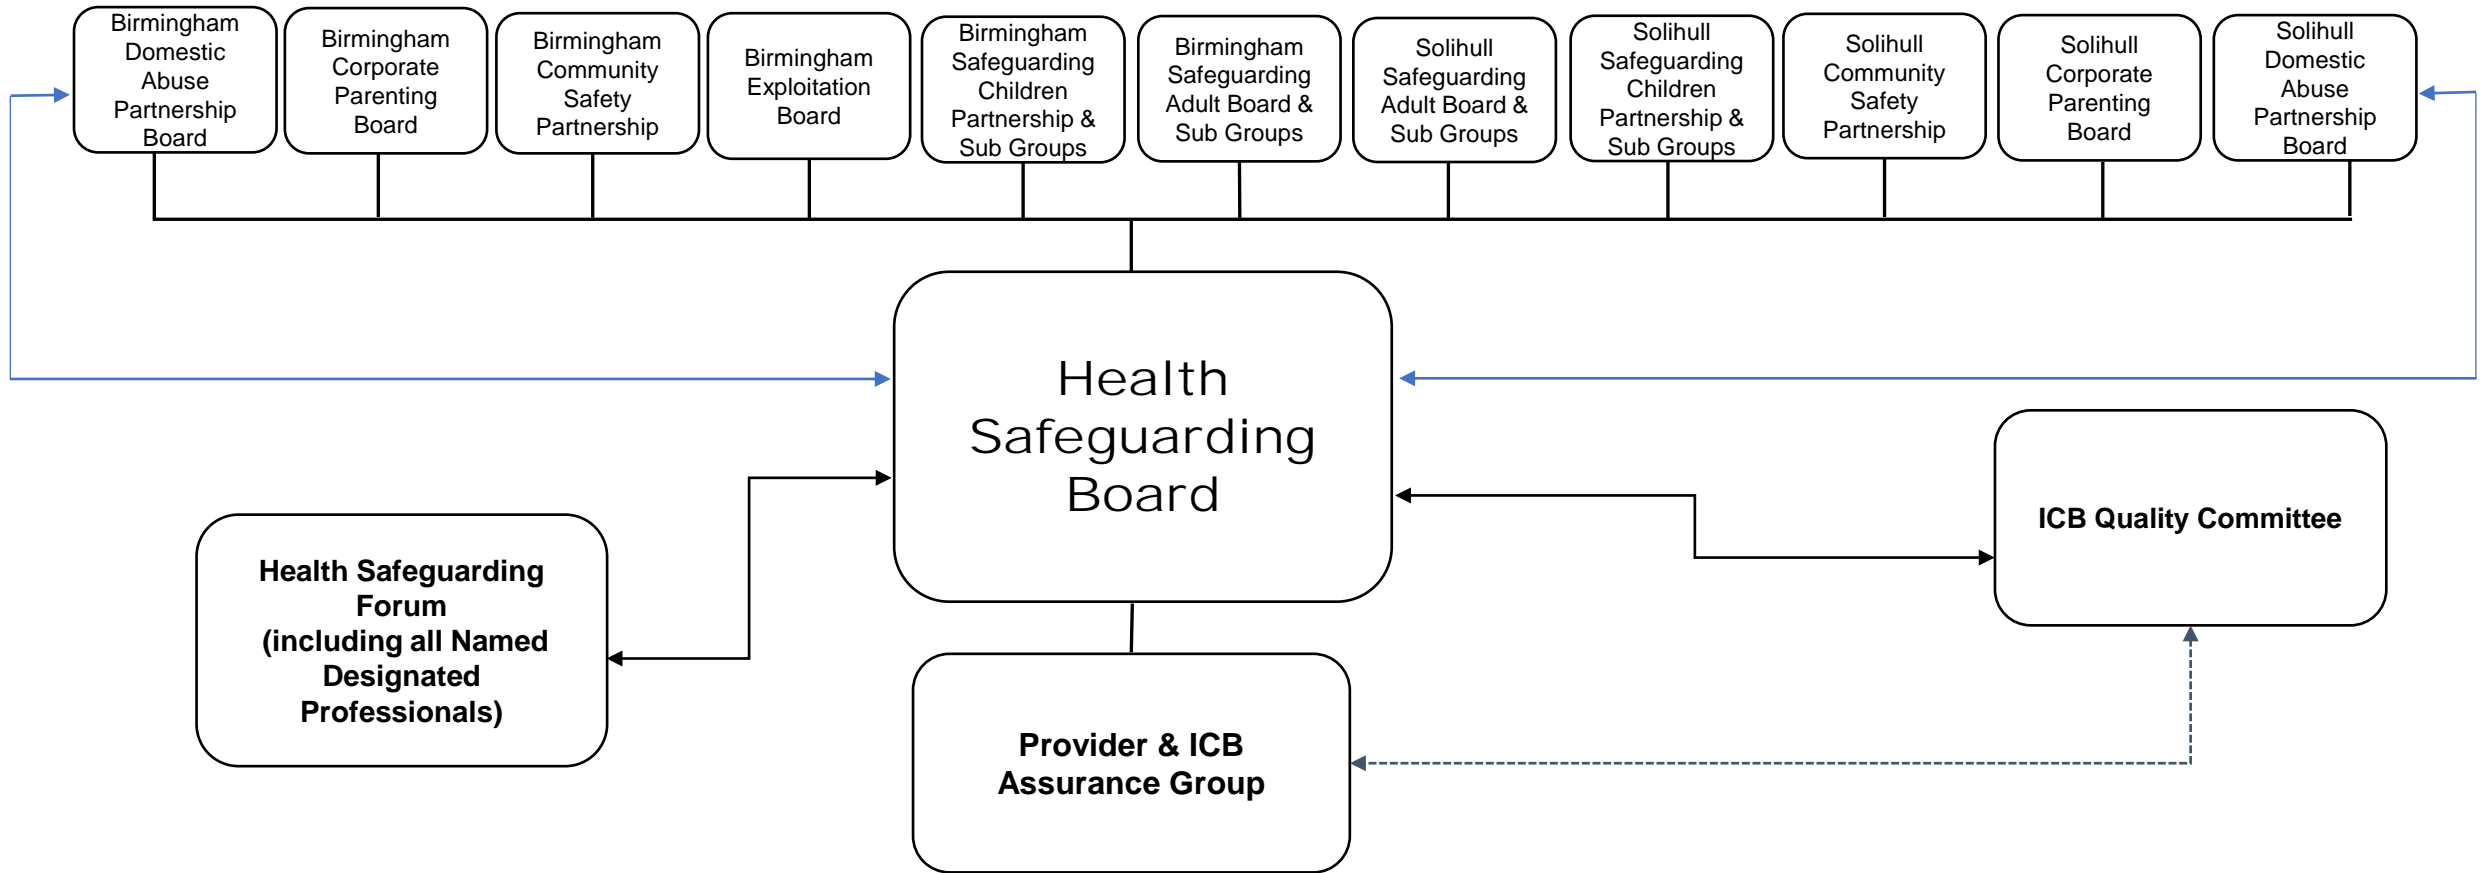 Birmingham
Domestic
Abuse
Partnership
Board
Birmingham
Corporate
Parenting
Board
Birmingham
Community
Safety
Partnership
Birmingham
Exploitation
Board
Birmingham
Safeguarding
Children
Partnership &
Sub Groups
Birmingham
Safeguarding
Adult Board &
Sub Groups
Solihull
Safeguarding
Adult Board &
Sub Groups
Solihull
Safeguarding
Children
Partnership &
Sub Groups
Solihull
Community
Safety
Partnership
Solihull
Corporate
Parenting
Board
Solihull
Domestic
Abuse
Partnership
Board
Health
Safeguarding
Board
ICB Quality Committee
Health Safeguarding
Forum
(including all Named
Designated
Professionals)
Provider & ICB
Assurance Group